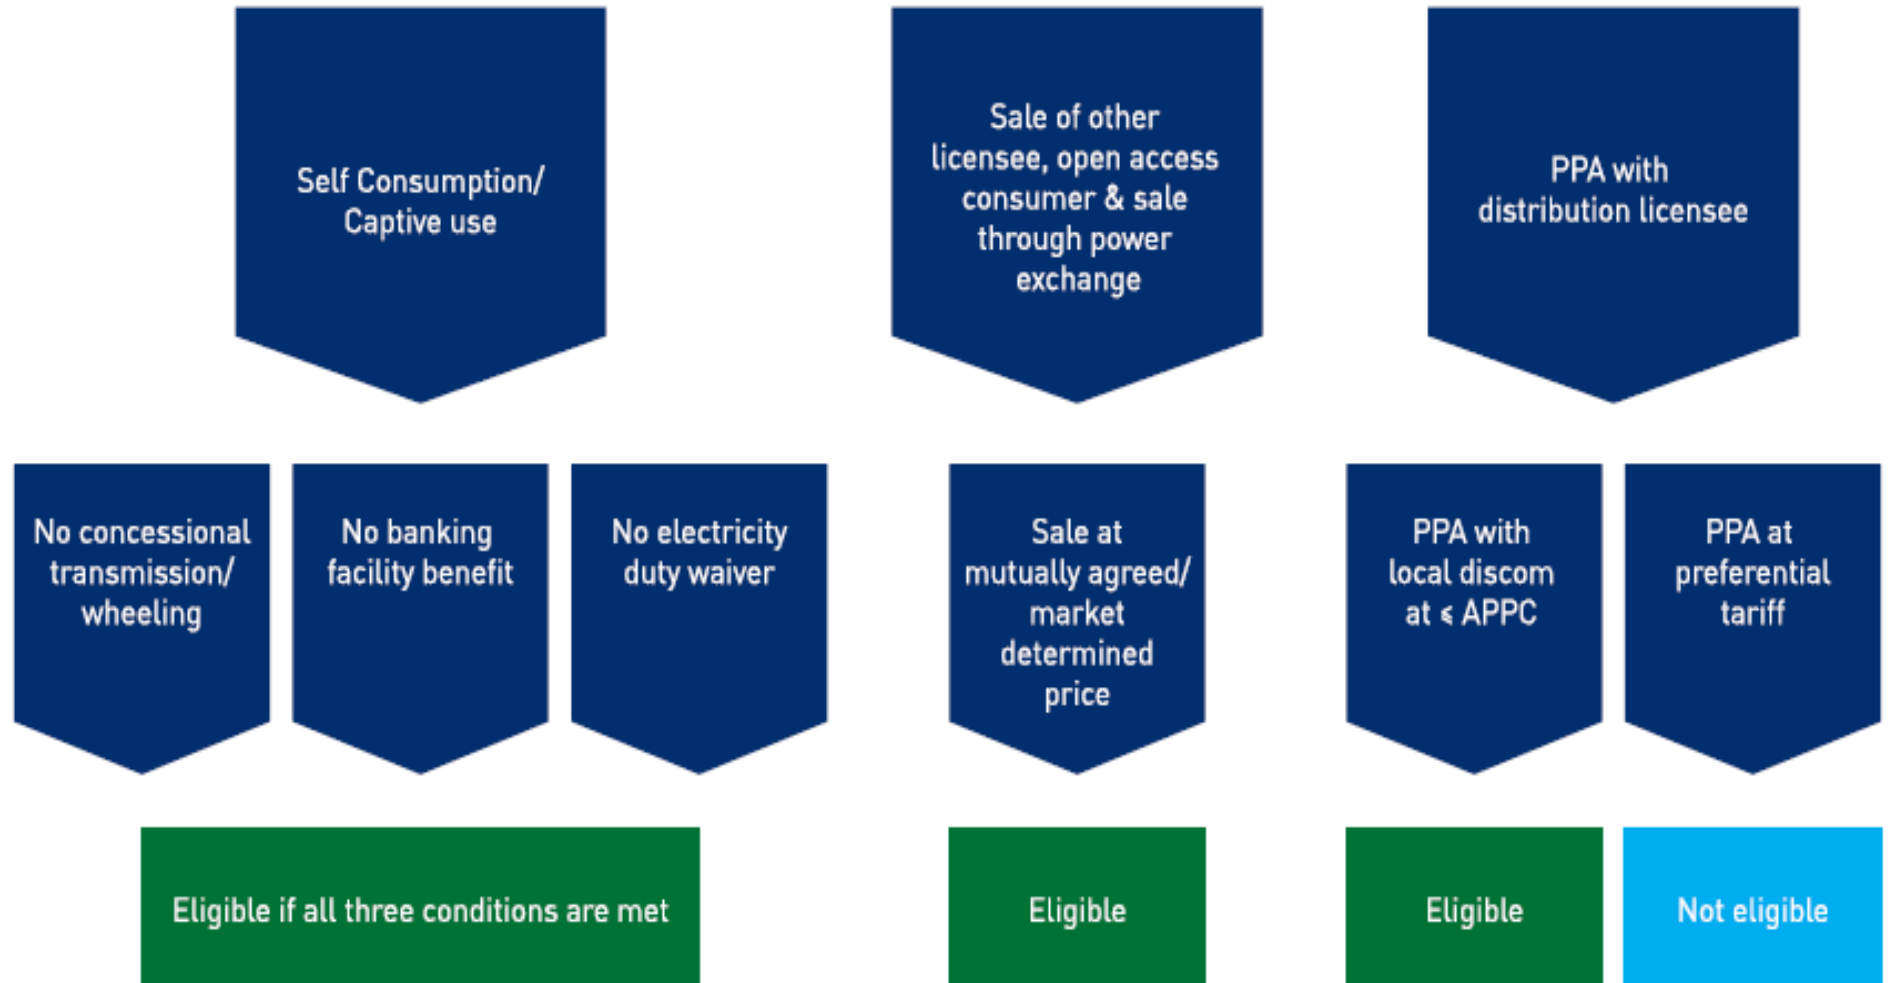 Self Consumption/
Captive use
Sale of other
licensee, open access
consumer & sale
through power
exchange
PPA with
distribution licensee
No concessional
transmission/
wheeling
No banking
facility benefit
No electricity
duty waiver
Sale at
mutually agreed/
market
determined
price
PPA with
local discom
at ≤ APPC
PPA at
preferential
tariff
Eligible if all three conditions are met
Eligible
Eligible
Not eligible